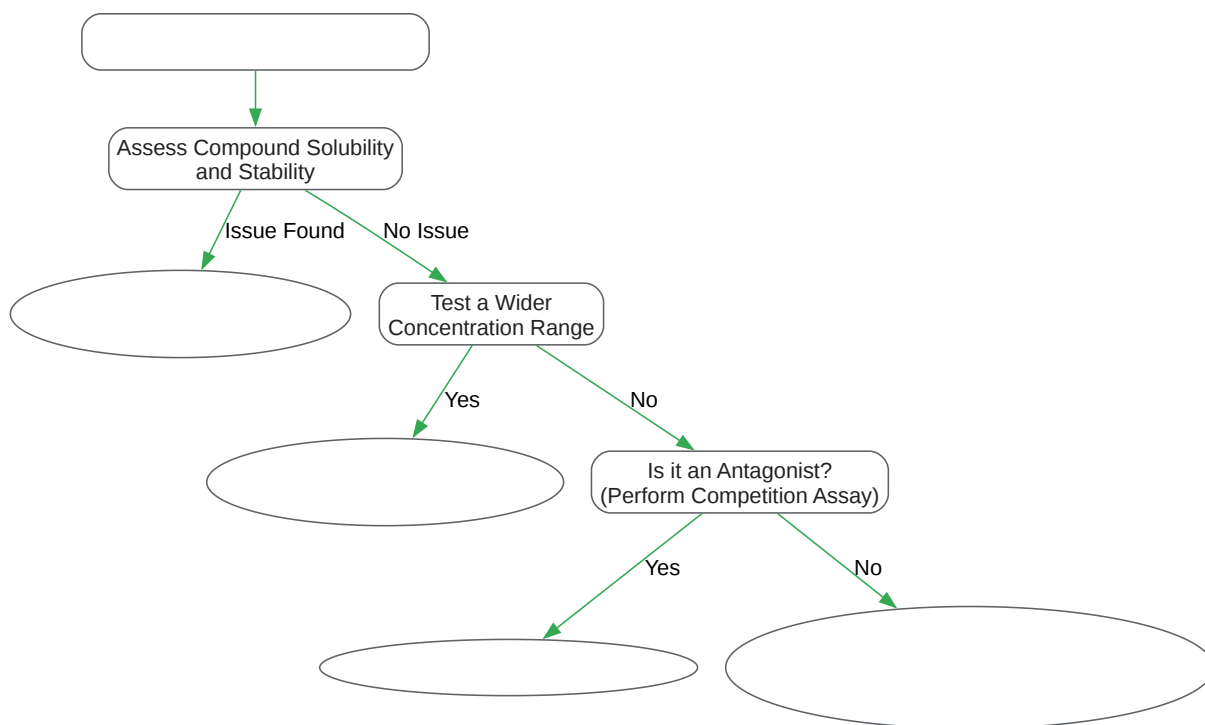 Assess Compound Solubility
and Stability
Issue Found
No Issue
Test a Wider
Concentration Range
Yes
No
Is it an Antagonist?
(Perform Competition Assay)
Yes
No